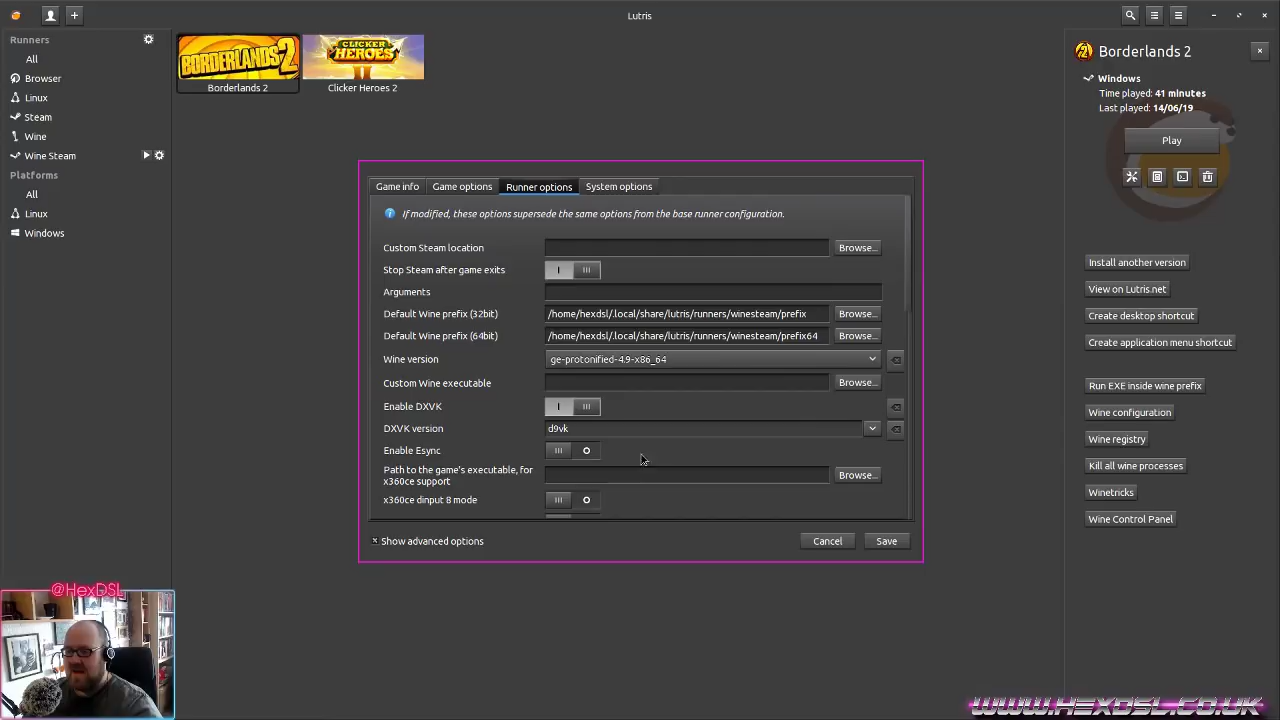 Lutris
Runners
All
Browser
Linux
Steam
Wine
Wine Steam
Platforms
All
Linux
Windows
BORDERLANDS 2
Borderlands 2
CLICKER
HEROES
II
Clicker Heroes 2
Game info
Game options
Runner options
System options
If modified, these options supersede the same options from the base runner configuration.
Custom Steam location
Browse...
Stop Steam after game exits
Arguments
Default Wine prefix (32bit)
/home/hexdsl/.local/share/lutris/runners/winesteam/prefix
Browse...
Default Wine prefix (64bit)
/home/hexdsl/.local/share/lutris/runners/winesteam/prefix64
Browse...
Wine version
ge-protonified-4.9-x86_64
Custom Wine executable
Browse...
Enable DXVK
DXVK version
d9vk
Enable Esync
Path to the game's executable, for
x360ce support
Browse...
x360ce dinput 8 mode
Show advanced options
Cancel
Save
Borderlands 2
Windows
Time played: 41 minutes
Last played: 14/06/19
Play
Install another version
View on Lutris.net
Create desktop shortcut
Create application menu shortcut
Run EXE inside wine prefix
Wine configuration
Wine registry
Kill all wine processes
Winetricks
Wine Control Panel
@HexDSL
WWW.HEXDSL.CO.UK